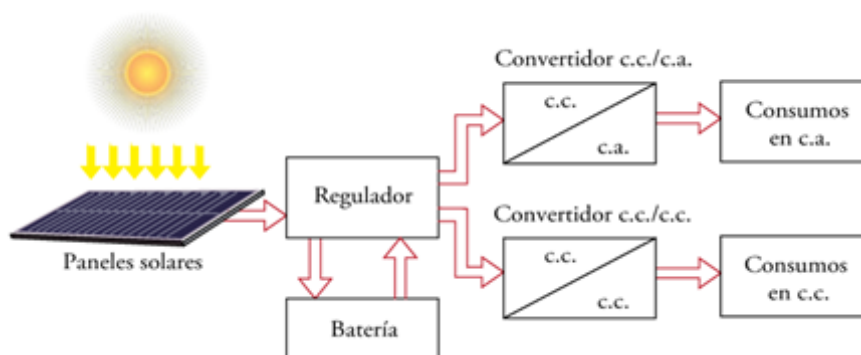 Convertidor c.c./c.a.
c.c.
c.a.
Consumos
en c.a.
Regulador
Paneles solares
Convertidor c.c./c.c.
c.c.
c.c.
Consumos
en c.c.
Batería